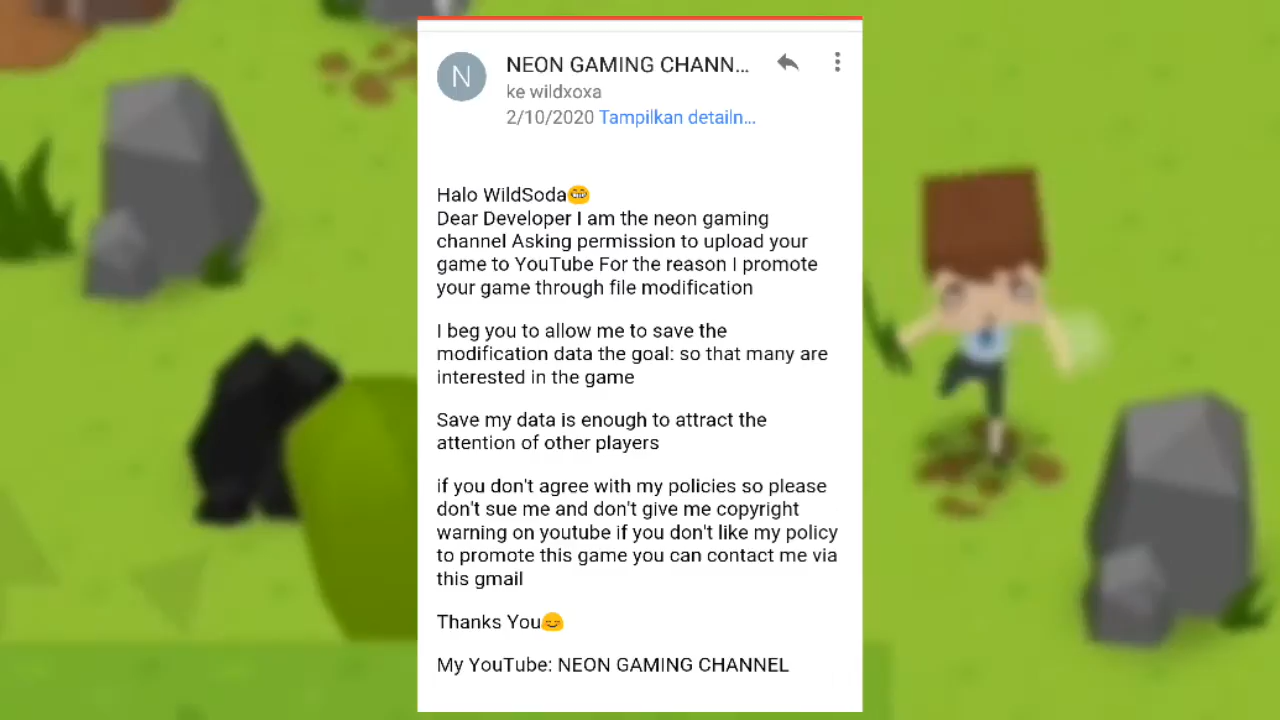 N
NEON GAMING CHANN...
ke wildxoxa
2/10/2020 Tampilkan detailn...
Halo WildSoda😁
Dear Developer I am the neon gaming
channel Asking permission to upload your
game to YouTube For the reason I promote
your game through file modification
I beg you to allow me to save the
modification data the goal: so that many are
interested in the game
Save my data is enough to attract the
attention of other players
if you don't agree with my policies so please
don't sue me and don't give me copyright
warning on youtube if you don't like my policy
to promote this game you can contact me via
this gmail
Thanks You😊
My YouTube: NEON GAMING CHANNEL